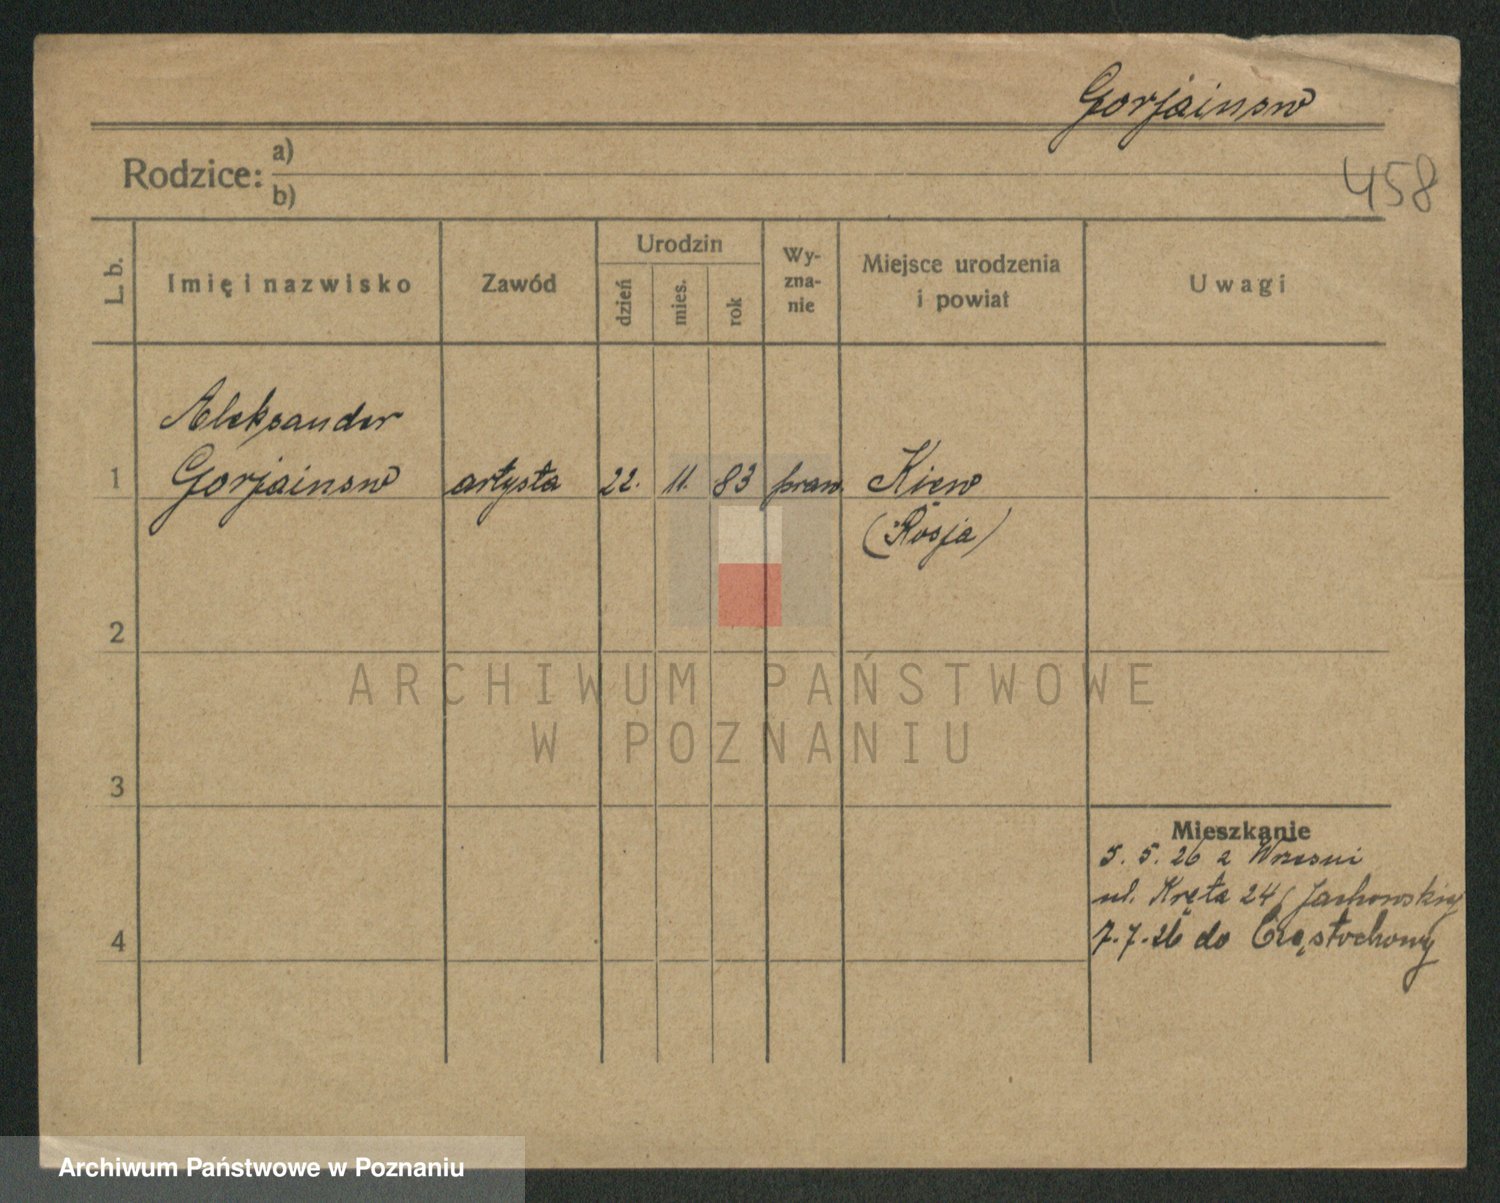 Gorjainow
458
Rodzice: a)
b)
L. b.
Imię i nazwisko
Zawód
Urodzin
dzień
mies.
rok
Wy-
zna-
nie
Miejsce urodzenia
i powiat
Uwagi
Aleksander
1 Gorjainow artysta 22. 11. 83 praw. Kiew
(Rosja)
2
ARCHIWUM PAŃSTWOWE
W POZNANIU
3
Mieszkanie
5. 5. 26 z Wrześni
ul. Kręta 24/ Jachowskiej
4
7. 7. 26 do Częstochowy
Archiwum Państwowe w Poznaniu